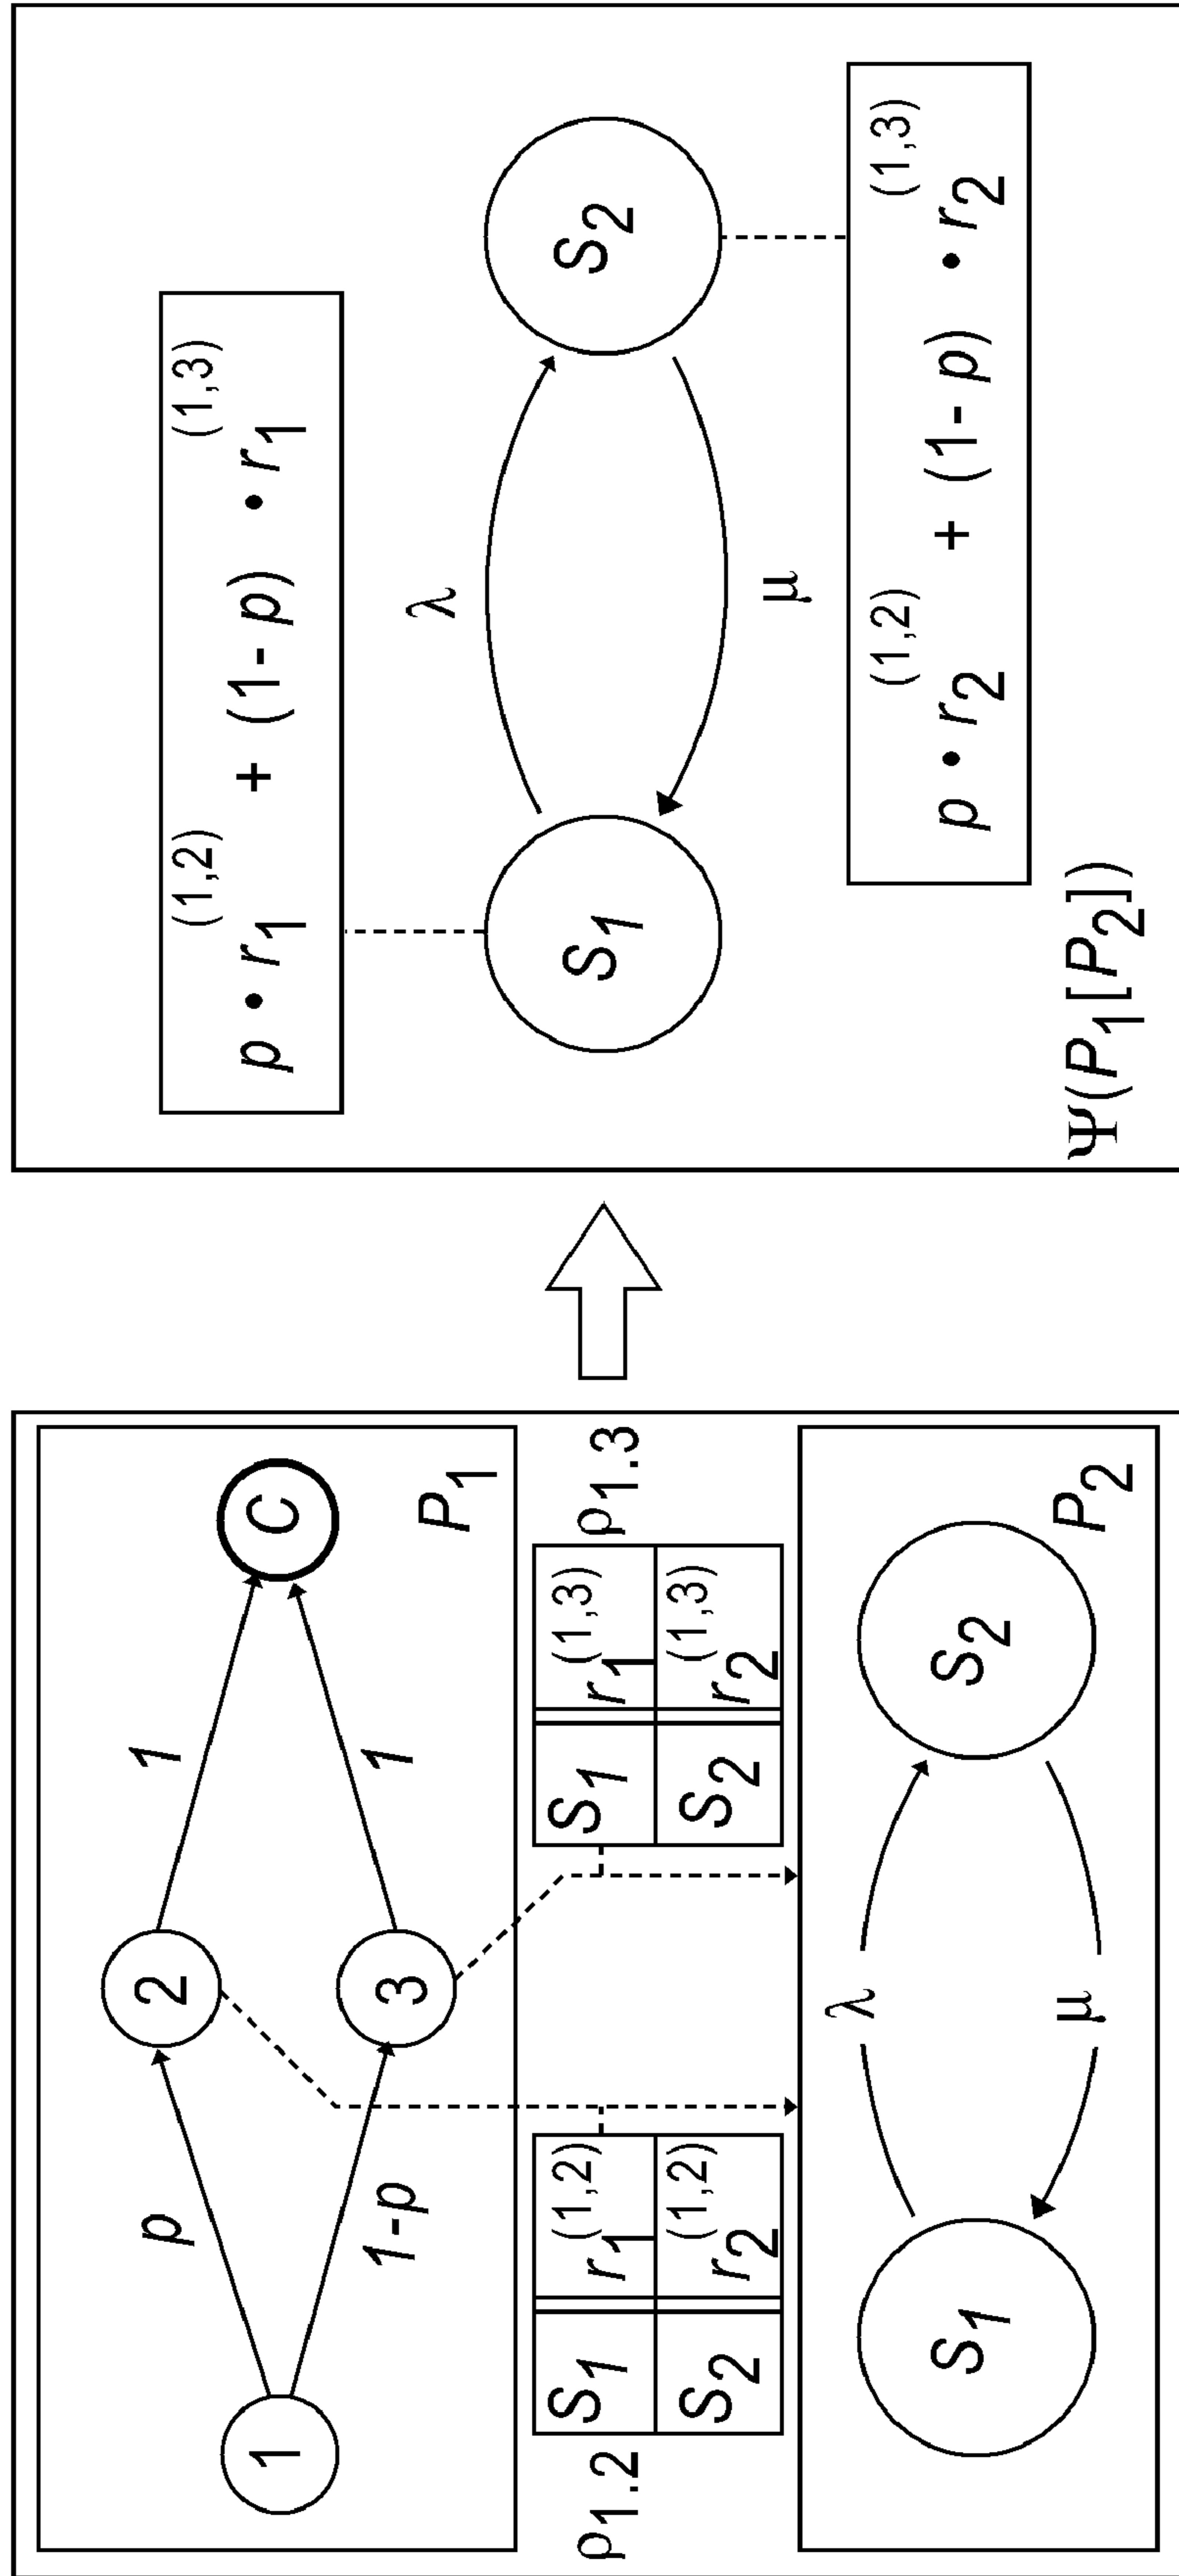 1
p
1-p
2
3
1
1
C
P1
ρ1.2
S1 r1(1,2)
S2 r2(1,2)
S1 r1(1,3)
S2 r2(1,3)
ρ1.3
S1
λ
μ
S2
P2
p • r1(1,2) + (1- p) • r1(1,3)
S1
λ
μ
S2
p • r2(1,2) + (1- p) • r2(1,3)
Ψ(P1[P2])